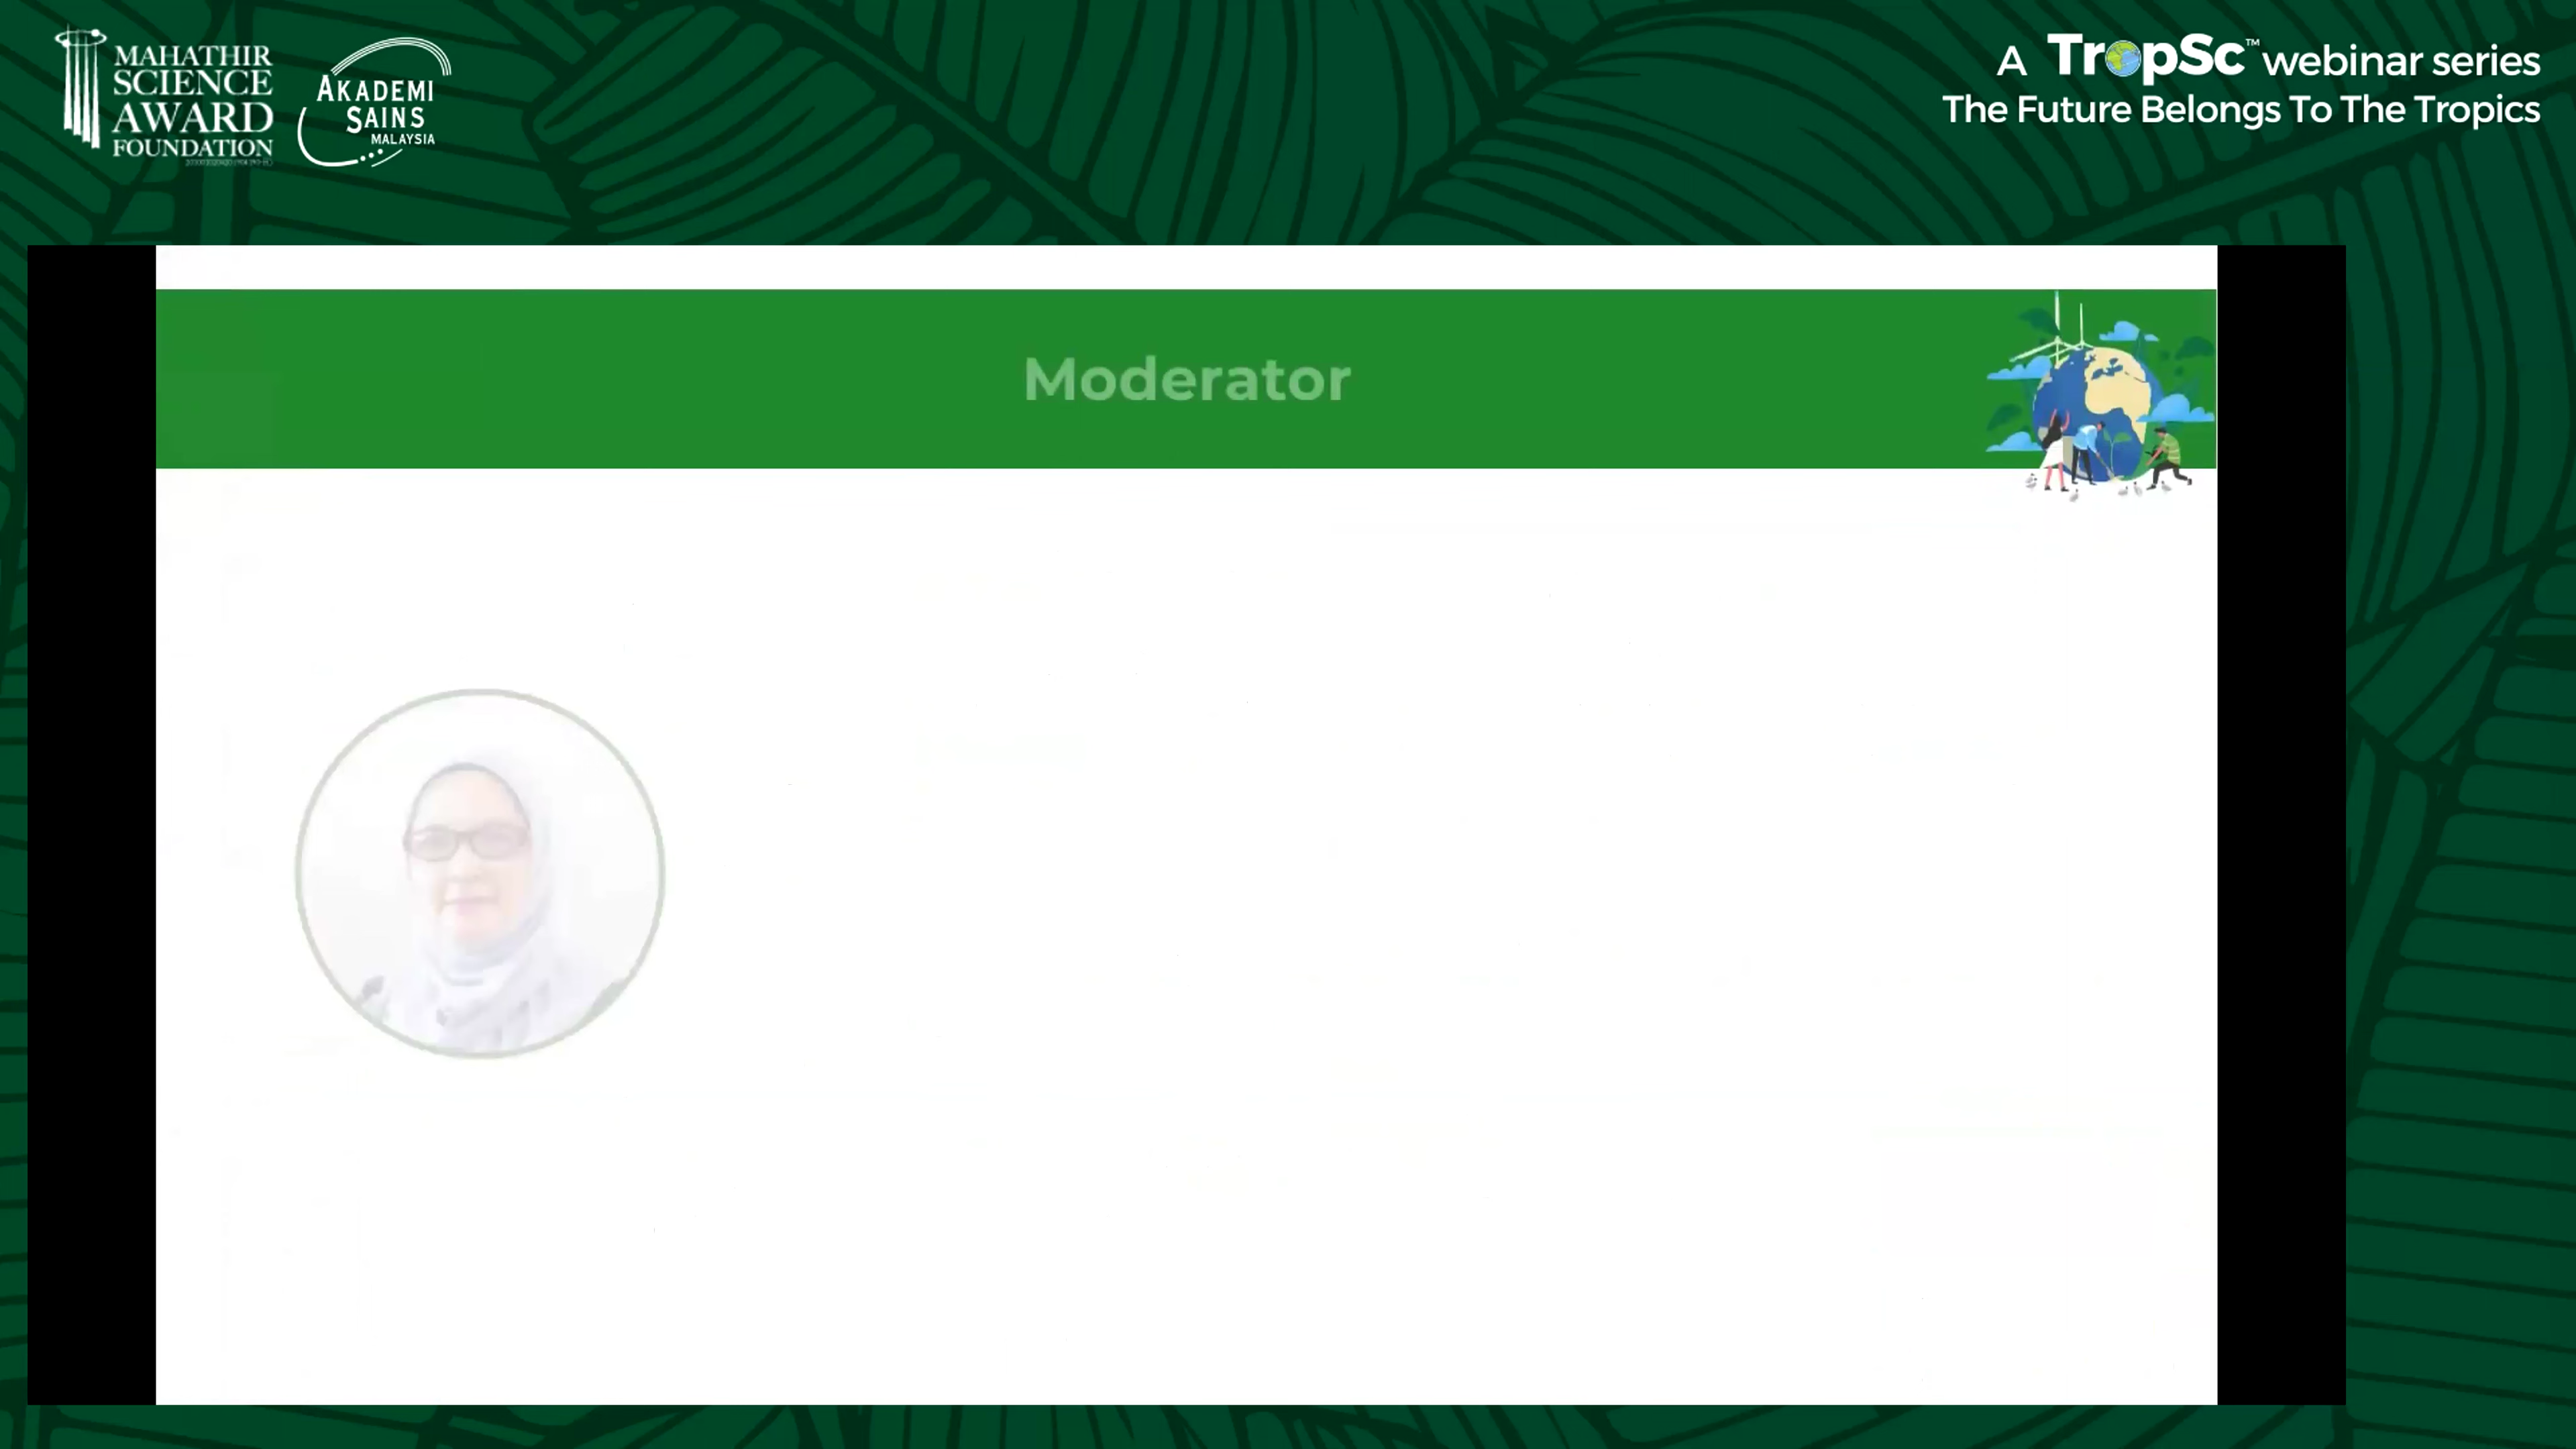 MAHATHIR
SCIENCE
AWARD
FOUNDATION
AKADEMI
SAINS
MALAYSIA
A TropSc™ webinar series
The Future Belongs To The Tropics
Moderator